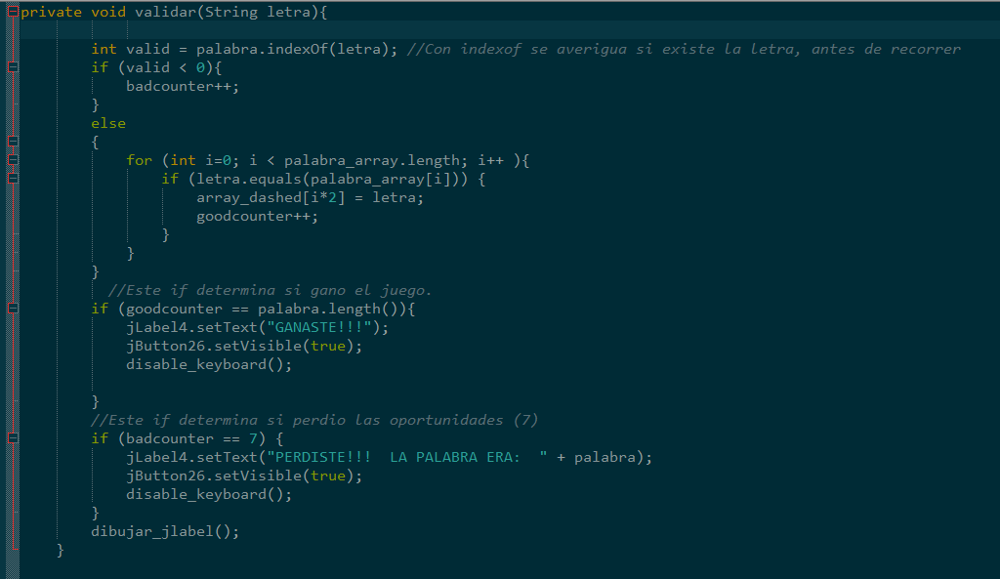 private void validar(String letra){
int valid = palabra.indexOf(letra); //Con indexof se averigua si existe la letra, antes de recorrer
if (valid < 0){
badcounter++;
}
else
{
for (int i=0; i < palabra_array.length; i++ ){
if (letra.equals(palabra_array[i])) {
array_dashed[i*2] = letra;
goodcounter++;
}
}
}
//Este if determina si gano el juego.
if (goodcounter == palabra.length()){
jLabel4.setText("GANASTE!!!");
jButton26.setVisible(true);
disable_keyboard();
}
//Este if determina si perdio las oportunidades (7)
if (badcounter == 7) {
jLabel4.setText("PERDISTE!!!  LA PALABRA ERA:  " + palabra);
jButton26.setVisible(true);
disable_keyboard();
}
dibujar_jlabel();
}